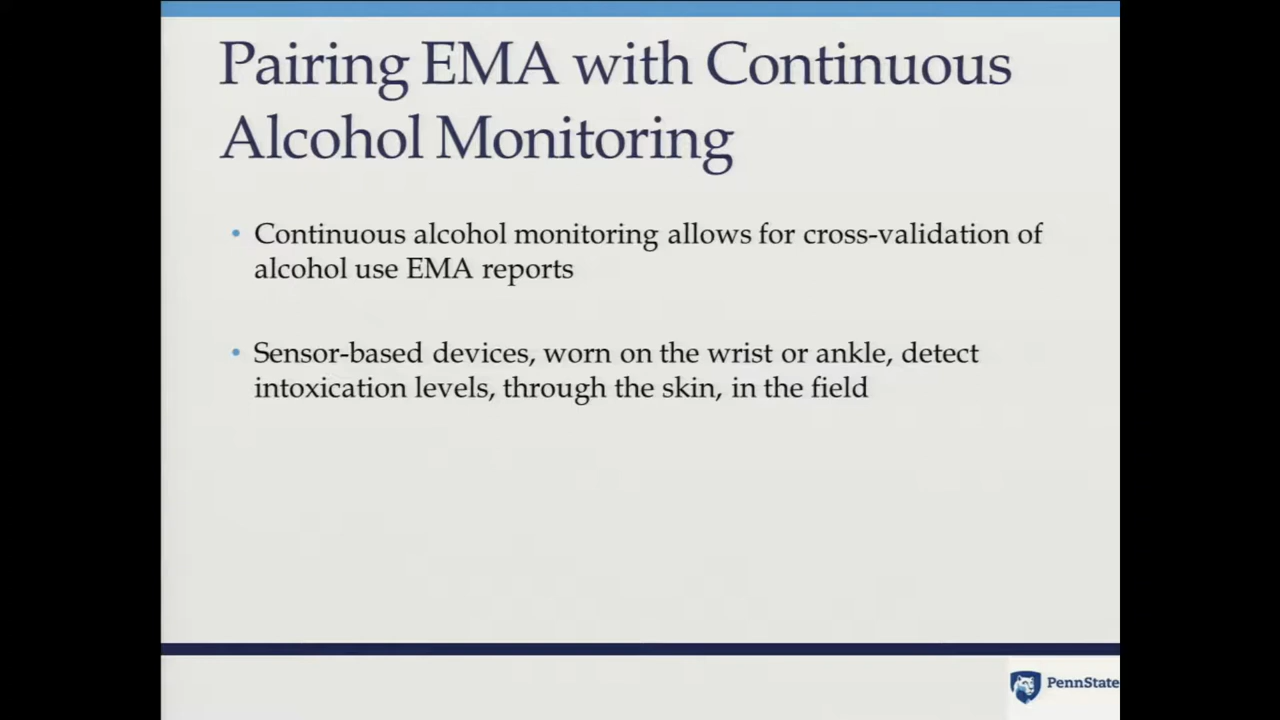 Pairing EMA with Continuous
Alcohol Monitoring
• Continuous alcohol monitoring allows for cross-validation of
alcohol use EMA reports
• Sensor-based devices, worn on the wrist or ankle, detect
intoxication levels, through the skin, in the field
PennState